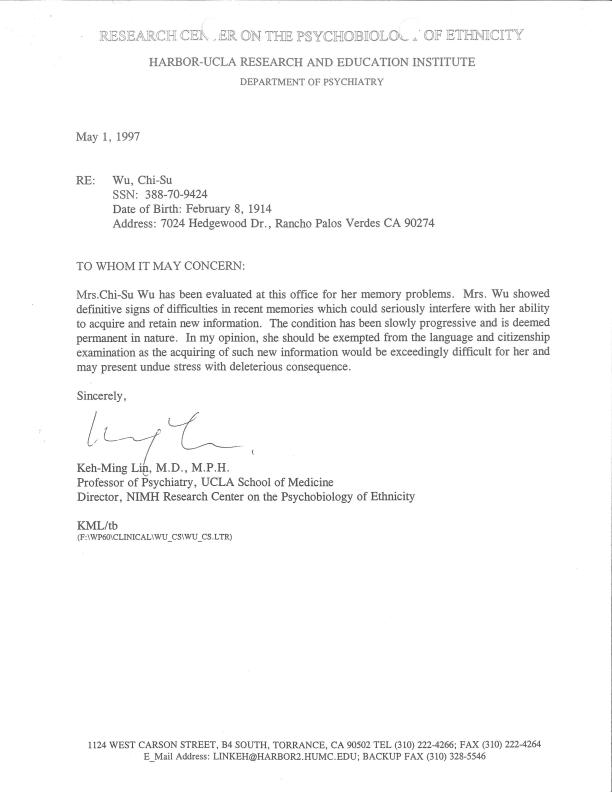 RESEARCH CENTER ON THE PSYCHOBIOLOGY OF ETHNICITY
HARBOR-UCLA RESEARCH AND EDUCATION INSTITUTE
DEPARTMENT OF PSYCHIATRY
May 1, 1997
RE: Wu, Chi-Su
SSN: 388-70-9424
Date of Birth: February 8, 1914
Address: 7024 Hedgewood Dr., Rancho Palos Verdes CA 90274
TO WHOM IT MAY CONCERN:
Mrs.Chi-Su Wu has been evaluated at this office for her memory problems. Mrs. Wu showed
definitive signs of difficulties in recent memories which could seriously interfere with her ability
to acquire and retain new information. The condition has been slowly progressive and is deemed
permanent in nature. In my opinion, she should be exempted from the language and citizenship
examination as the acquiring of such new information would be exceedingly difficult for her and
may present undue stress with deleterious consequence.
Sincerely,
Keh-Ming Lin, M.D., M.P.H.
Professor of Psychiatry, UCLA School of Medicine
Director, NIMH Research Center on the Psychobiology of Ethnicity
KML/tb
(F:\WP60\CLINICAL\WU_CS\WU_CS.LTR)
1124 WEST CARSON STREET, B4 SOUTH, TORRANCE, CA 90502 TEL (310) 222-4266; FAX (310) 222-4264
E_Mail Address: LINKEH@HARBOR2.HUMC.EDU; BACKUP FAX (310) 328-5546